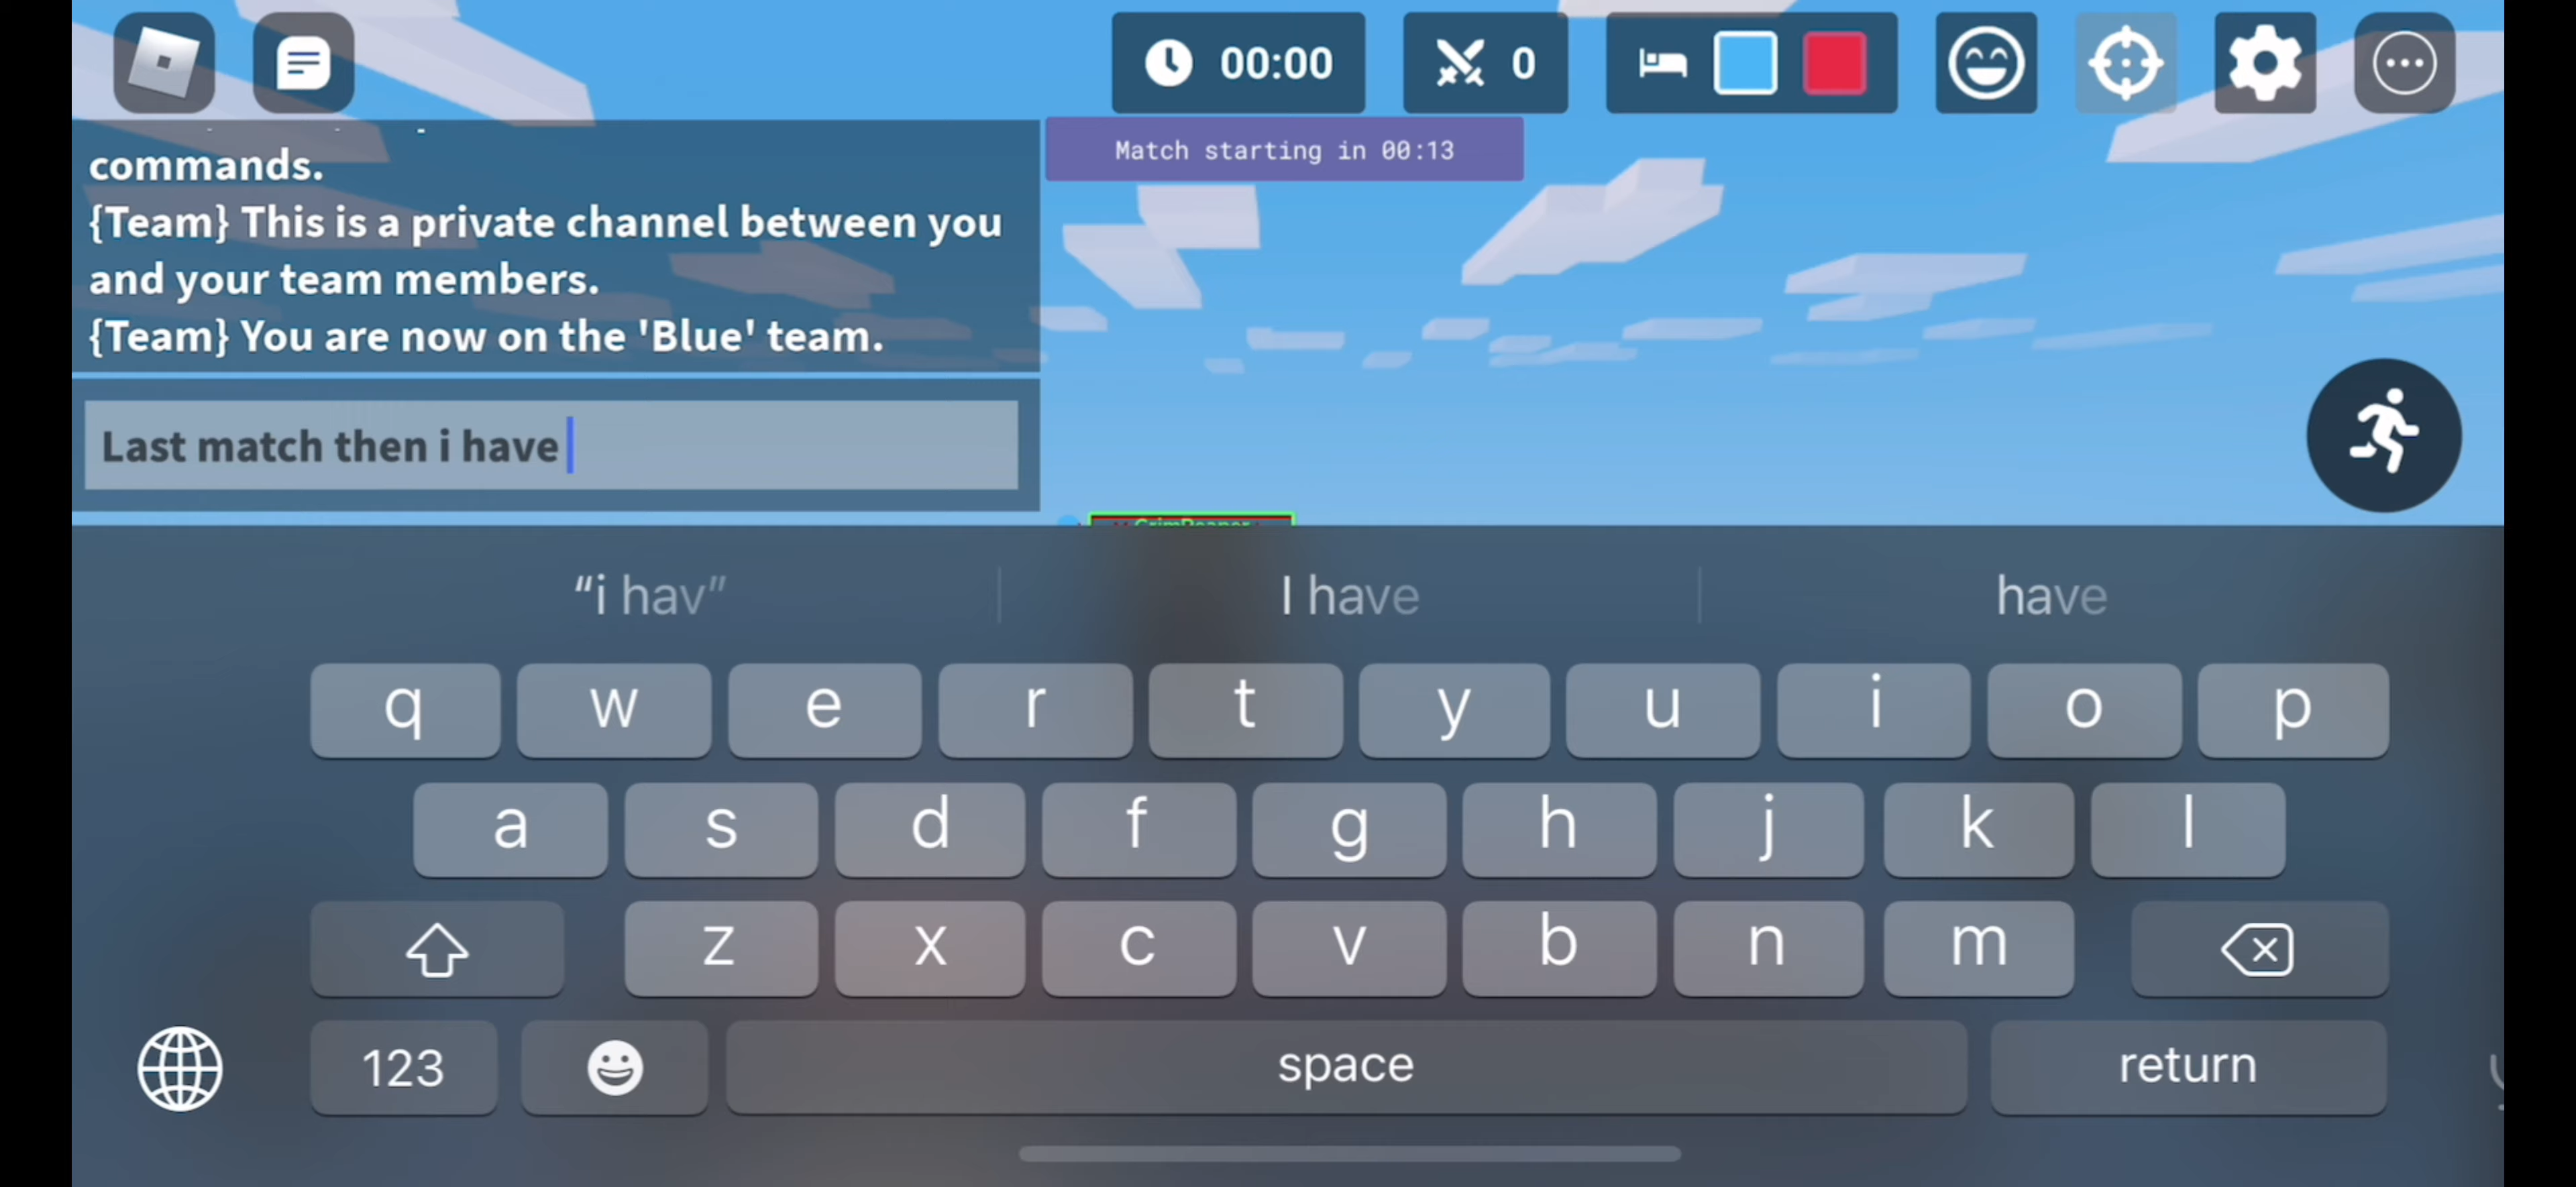 00:00
0
Match starting in 00:13
commands.
{Team} This is a private channel between you
and your team members.
{Team} You are now on the 'Blue' team.
Last match then i have
GrimReaper
“i hav” I have have
q w e r t y u i o p
a s d f g h j k l
z x c v b n m
123 space return